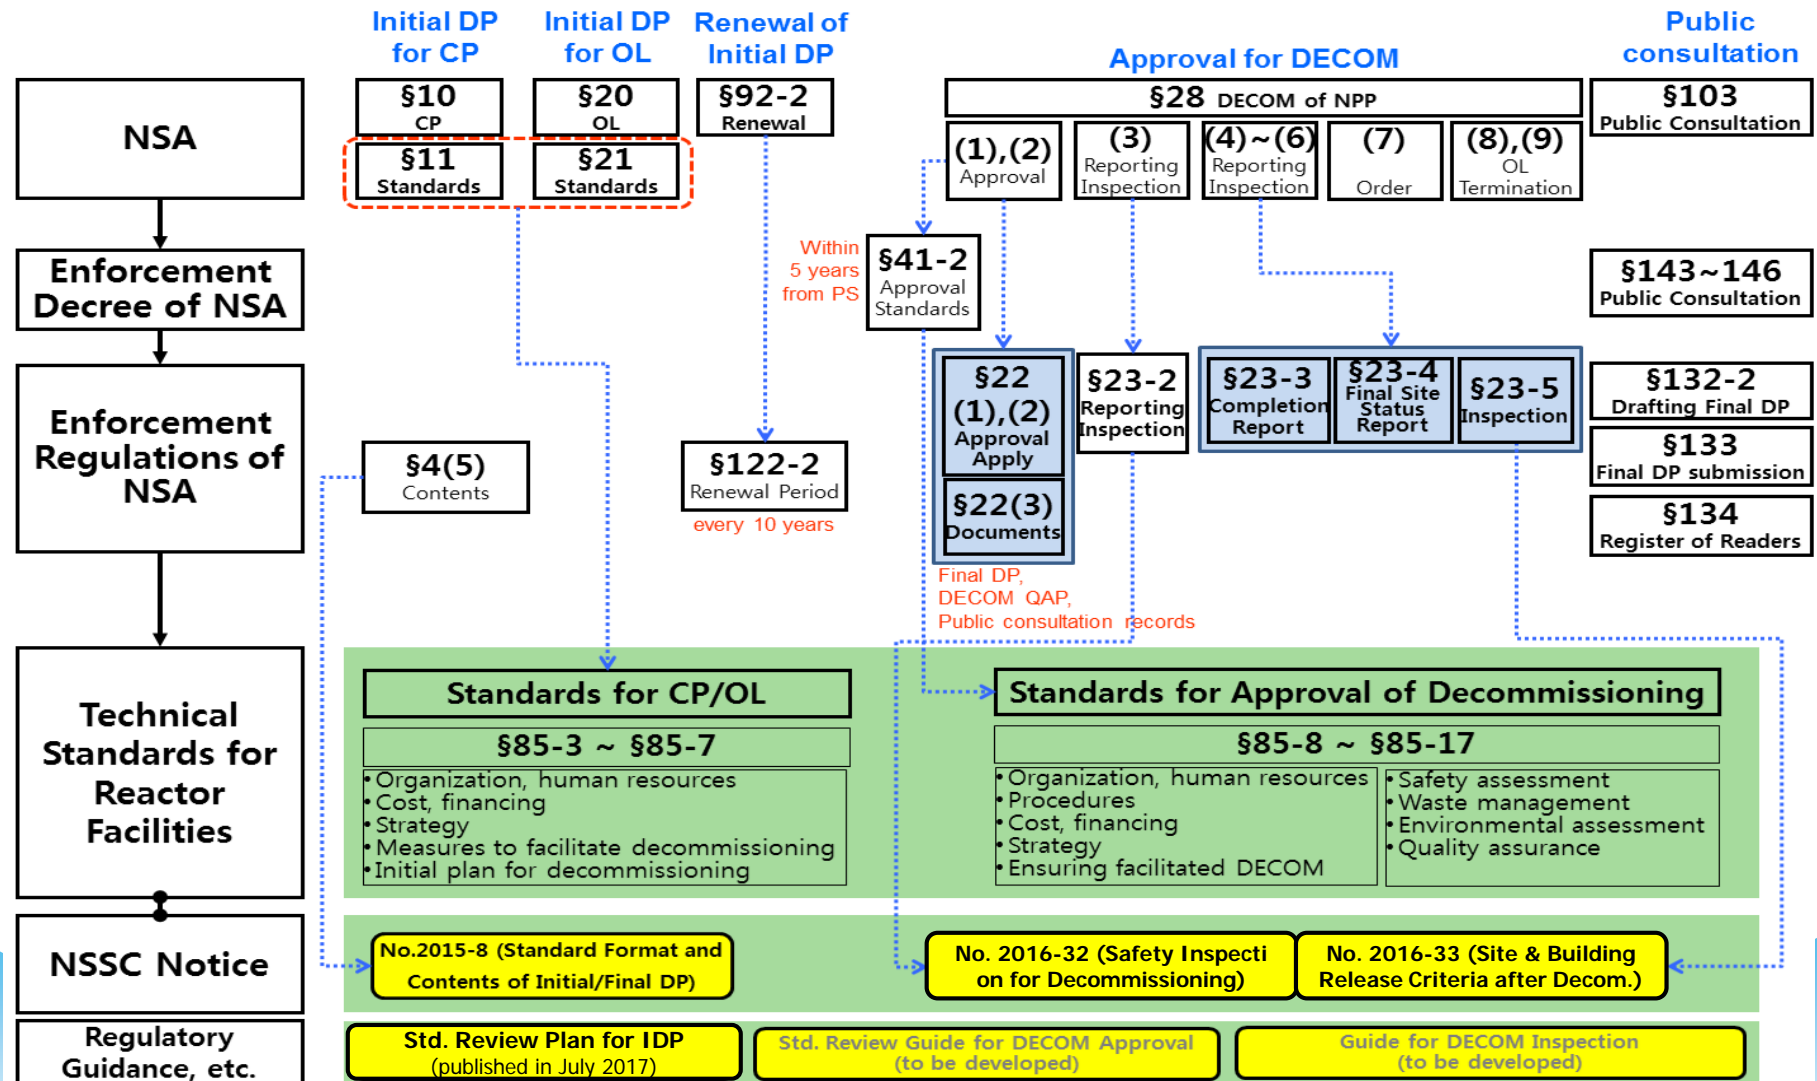 Initial DP
for CP
Initial DP
for OL
Renewal of
Initial DP
Approval for DECOM
Public
consultation
NSA
§10
CP
§11
Standards
§20
OL
§21
Standards
§92-2
Renewal
§28 DECOM of NPP
(1),(2)
Approval
(3)
Reporting
Inspection
(4)~(6)
Reporting
Inspection
(7)
Order
(8),(9)
OL
Termination
§103
Public Consultation
Enforcement
Decree of NSA
Within
5 years
from PS
§41-2
Approval
Standards
§143~146
Public Consultation
Enforcement
Regulations of
NSA
§4(5)
Contents
§122-2
Renewal Period
every 10 years
§22
(1),(2)
Approval
Apply
§22(3)
Documents
Final DP,
DECOM QAP,
Public consultation records
§23-2
Reporting
Inspection
§23-3
Completion
Report
§23-4
Final Site
Status
Report
§23-5
Inspection
§132-2
Drafting Final DP
§133
Final DP submission
§134
Register of Readers
Technical
Standards for
Reactor
Facilities
Standards for CP/OL
§85-3 ~ §85-7
• Organization, human resources
• Cost, financing
• Strategy
• Measures to facilitate decommissioning
• Initial plan for decommissioning
Standards for Approval of Decommissioning
§85-8 ~ §85-17
• Organization, human resources
• Procedures
• Cost, financing
• Strategy
• Ensuring facilitated DECOM
• Safety assessment
• Waste management
• Environmental assessment
• Quality assurance
NSSC Notice
No.2015-8 (Standard Format and
Contents of Initial/Final DP)
No. 2016-32 (Safety Inspecti
on for Decommissioning)
No. 2016-33 (Site & Building
Release Criteria after Decom.)
Regulatory
Guidance, etc.
Std. Review Plan for IDP
(published in July 2017)
Std. Review Guide for DECOM Approval
(to be developed)
Guide for DECOM Inspection
(to be developed)